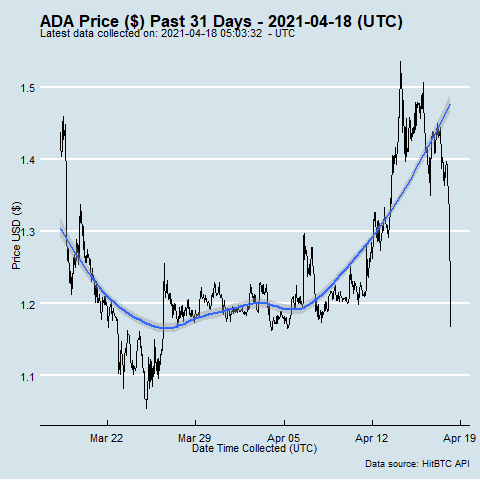 ADA Price ($) Past 31 Days - 2021-04-18 (UTC)
Latest data collected on: 2021-04-18 05:03:32 - UTC
Price USD ($)
1.5
1.4
1.3
1.2
1.1
Mar 22 Mar 29 Apr 05 Apr 12 Apr 19
Date Time Collected (UTC)
Data source: HitBTC API